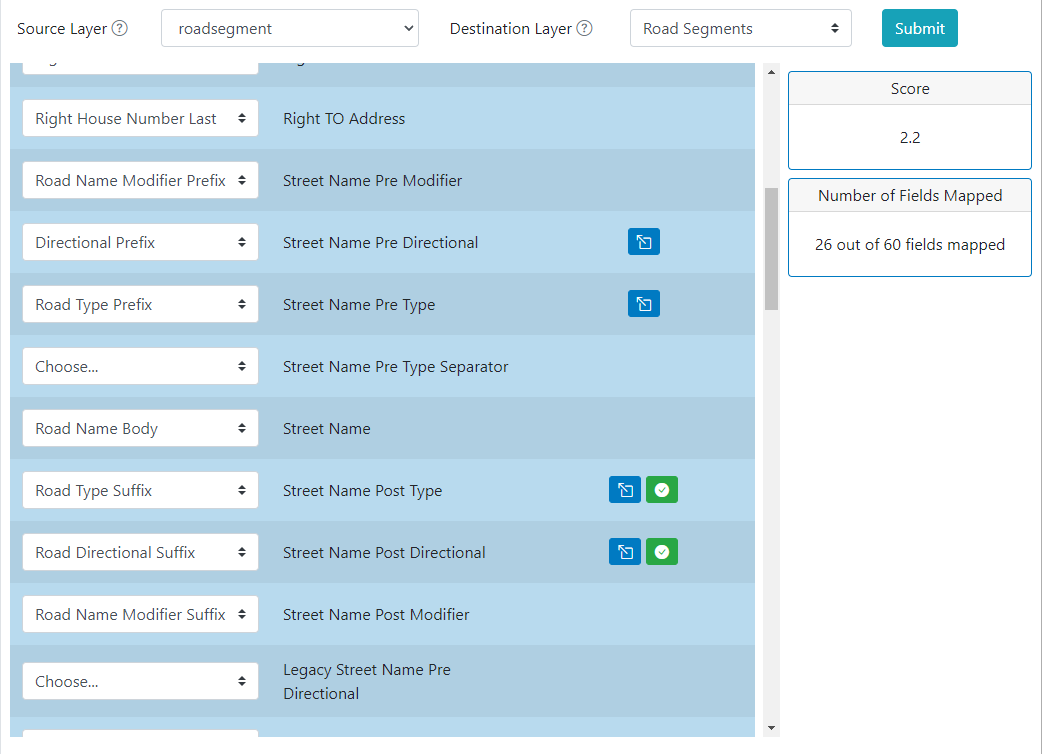 Source Layer ? roadsegment Destination Layer ? Road Segments Submit
Right House Number Last Right TO Address
Road Name Modifier Prefix Street Name Pre Modifier
Directional Prefix Street Name Pre Directional
Road Type Prefix Street Name Pre Type
Choose... Street Name Pre Type Separator
Road Name Body Street Name
Road Type Suffix Street Name Post Type
Road Directional Suffix Street Name Post Directional
Road Name Modifier Suffix Street Name Post Modifier
Choose... Legacy Street Name Pre
Directional
Score
2.2
Number of Fields Mapped
26 out of 60 fields mapped